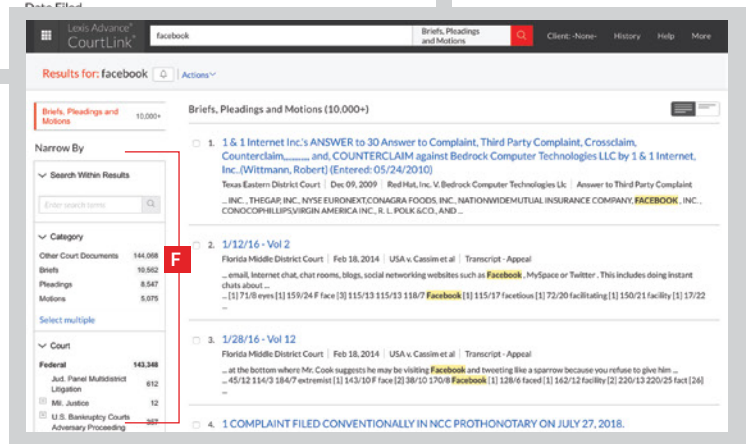 Date Filed
Lexis Advance®
CourtLink®
facebook
Briefs, Pleadings
and Motions
Client: -None-
History
Help
More
Results for: facebook
Actions
Briefs, Pleadings and
Motions
10,000+
Narrow By
Search Within Results
Enter search terms
Category
Other Court Documents 144,068
Briefs 10,562
Pleadings 8,547
Motions 5,075
Select multiple
Court
Federal 143,348
Jud. Panel Multidistrict
Litigation 612
Mil. Justice 12
U.S. Bankruptcy Courts
Adversary Proceeding 357
F
Briefs, Pleadings and Motions (10,000+)
1. 1 & 1 Internet Inc.'s ANSWER to 30 Answer to Complaint, Third Party Complaint, Crossclaim,
Counterclaim,,,,,,,,,, and, COUNTERCLAIM against Bedrock Computer Technologies LLC by 1 & 1 Internet,
Inc..(Wittmann, Robert) (Entered: 05/24/2010)
Texas Eastern District Court | Dec 09, 2009 | Red Hat, Inc. V. Bedrock Computer Technologies Llc | Answer to Third Party Complaint
... INC. , THEGAP, INC., NYSE EURONEXT,CONAGRA FOODS, INC., NATIONWIDEMUTUAL INSURANCE COMPANY, FACEBOOK , INC. ,
CONOCOPHILLIPS,VIRGIN AMERICA INC., R. L. POLK &CO., AND ...
2. 1/12/16 - Vol 2
Florida Middle District Court | Feb 18, 2014 | USA v. Cassim et al | Transcript - Appeal
... email, Internet chat, chat rooms, blogs, social networking websites such as Facebook , MySpace or Twitter . This includes doing instant
chats about ...
... [1] 71/8 eyes [1] 159/24 F face [3] 115/13 115/13 118/7 Facebook [1] 115/17 facetious [1] 72/20 facilitating [1] 150/21 facility [1] 17/22
...
3. 1/28/16 - Vol 12
Florida Middle District Court | Feb 18, 2014 | USA v. Cassim et al | Transcript - Appeal
... at the bottom where Mr. Cook suggests he may be visiting Facebook and tweeting like a sparrow because you refuse to give him ...
... 45/12 114/3 184/7 extremist [1] 143/10 F face [2] 38/10 170/8 Facebook [1] 128/6 faced [1] 162/12 facility [2] 220/13 220/25 fact [26]
...
4. 1 COMPLAINT FILED CONVENTIONALLY IN NCC PROTHONOTARY ON JULY 27, 2018.